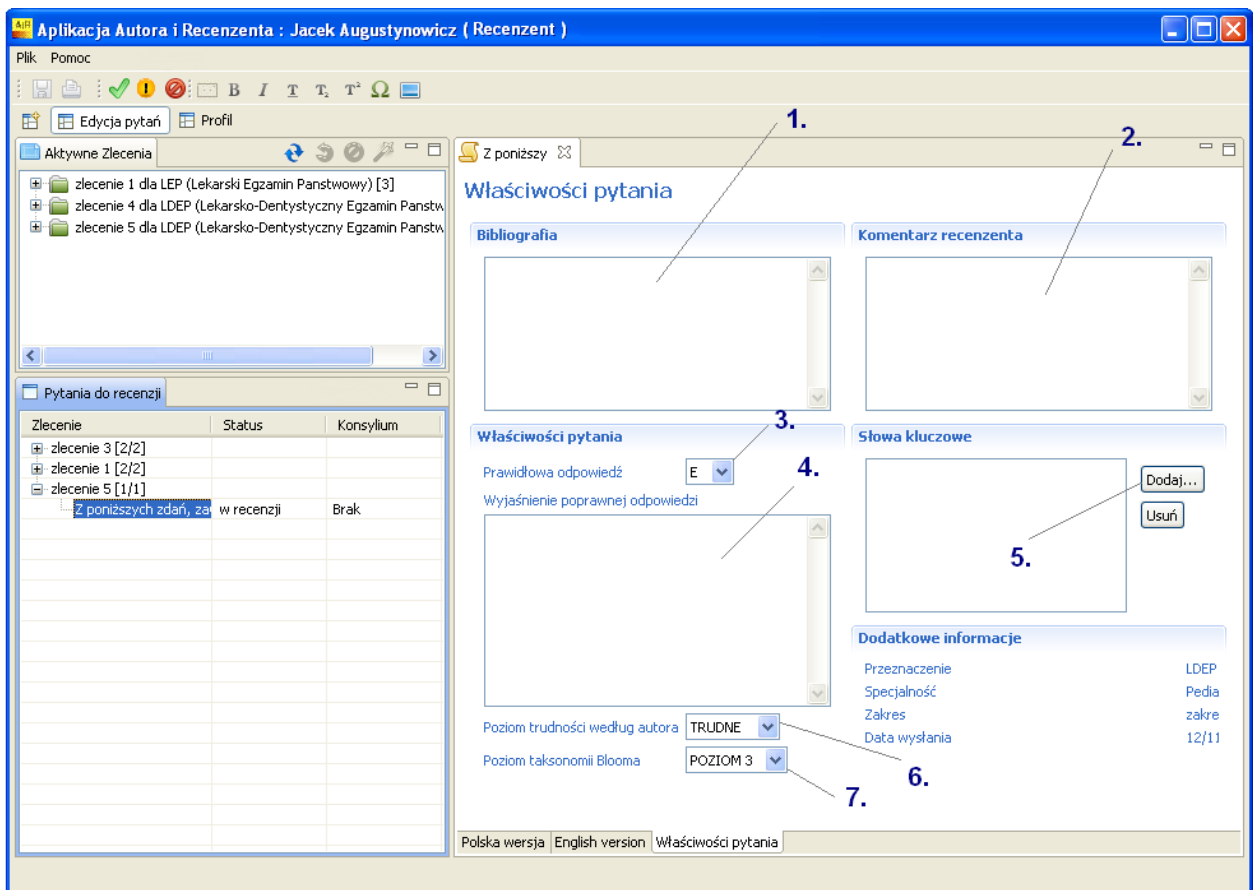 Aplikacja Autora i Recenzenta : Jacek Augustynowicz ( Recenzent )
Plik Pomoc
B I T T₂ T² Ω
Edycja pytań Profil
1.
2.
Aktywne Zlecenia
zlecenie 1 dla LEP (Lekarski Egzamin Panstwowy) [3]
zlecenie 4 dla LDEP (Lekarsko-Dentystyczny Egzamin Panstw
zlecenie 5 dla LDEP (Lekarsko-Dentystyczny Egzamin Panstw
Pytania do recenzji
Zlecenie Status Konsylium
zlecenie 3 [2/2]
zlecenie 1 [2/2]
zlecenie 5 [1/1]
Z poniższych zdań, za w recenzji Brak
Z poniższy
Właściwości pytania
Bibliografia
Komentarz recenzenta
Właściwości pytania
3.
Prawidłowa odpowiedź E
4.
Wyjaśnienie poprawnej odpowiedzi
Słowa kluczowe
Dodaj...
Usuń
5.
Dodatkowe informacje
Przeznaczenie LDEP
Specjalność Pedia
Zakres zakre
Data wysłania 12/11
Poziom trudności według autora TRUDNE
6.
Poziom taksonomii Blooma POZIOM 3
7.
Polska wersja English version Właściwości pytania